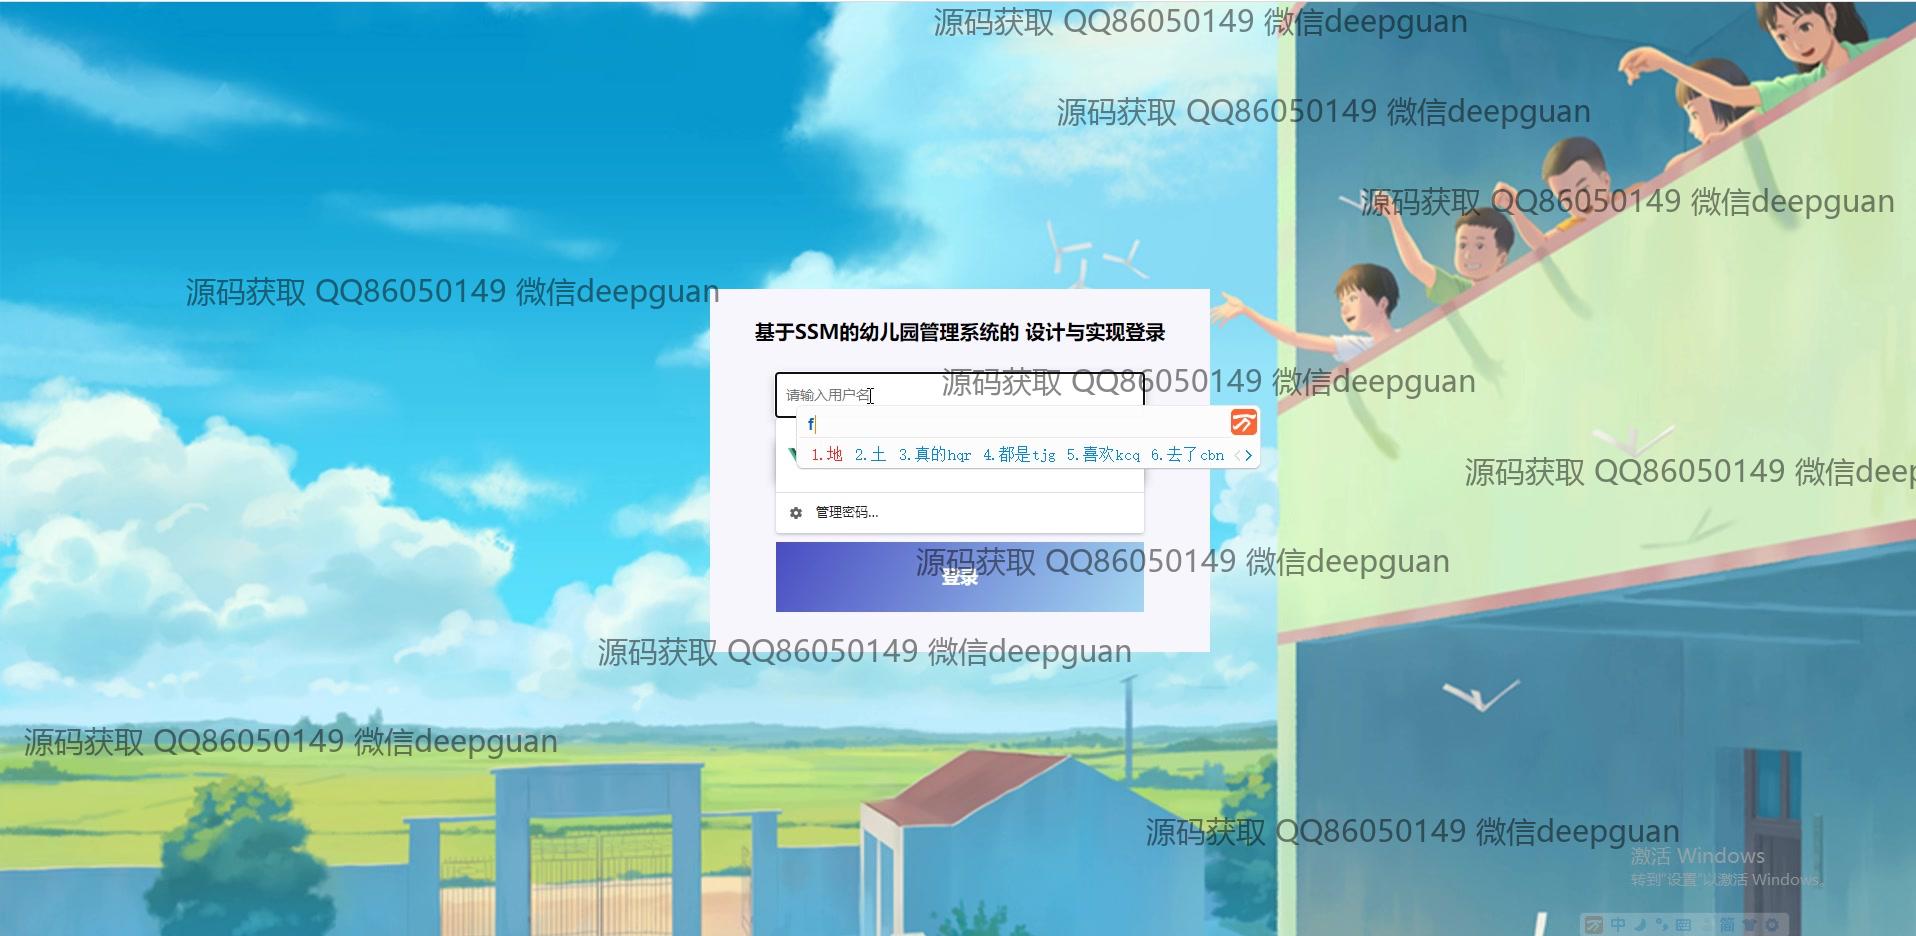 源码获取 QQ86050149 微信deepguan
源码获取 QQ86050149 微信deepguan
源码获取 QQ86050149 微信deepguan
源码获取 QQ86050149 微信deepguan
基于SSM的幼儿园管理系统的 设计与实现登录
请输入用户名
源码获取 QQ86050149 微信deepguan
f
1.地 2.土 3.真的hqr 4.都是tjg 5.喜欢kcq 6.去了cbn
源码获取 QQ86050149 微信deep
管理密码...
源码获取 QQ86050149 微信deepguan
登录
源码获取 QQ86050149 微信deepguan
源码获取 QQ86050149 微信deepguan
源码获取 QQ86050149 微信deepguan
激活 Windows
转到"设置"以激活 Windows。
中 简